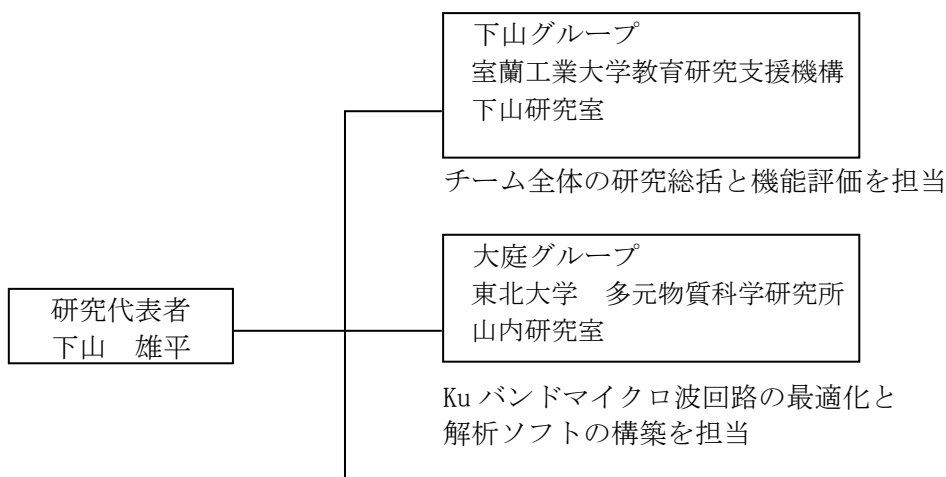 下山グループ
室蘭工業大学教育研究支援機構
下山研究室
チーム全体の研究総括と機能評価を担当
大庭グループ
東北大学　多元物質科学研究所
山内研究室
研究代表者
下山　雄平
Ku バンドマイクロ波回路の最適化と
解析ソフトの構築を担当